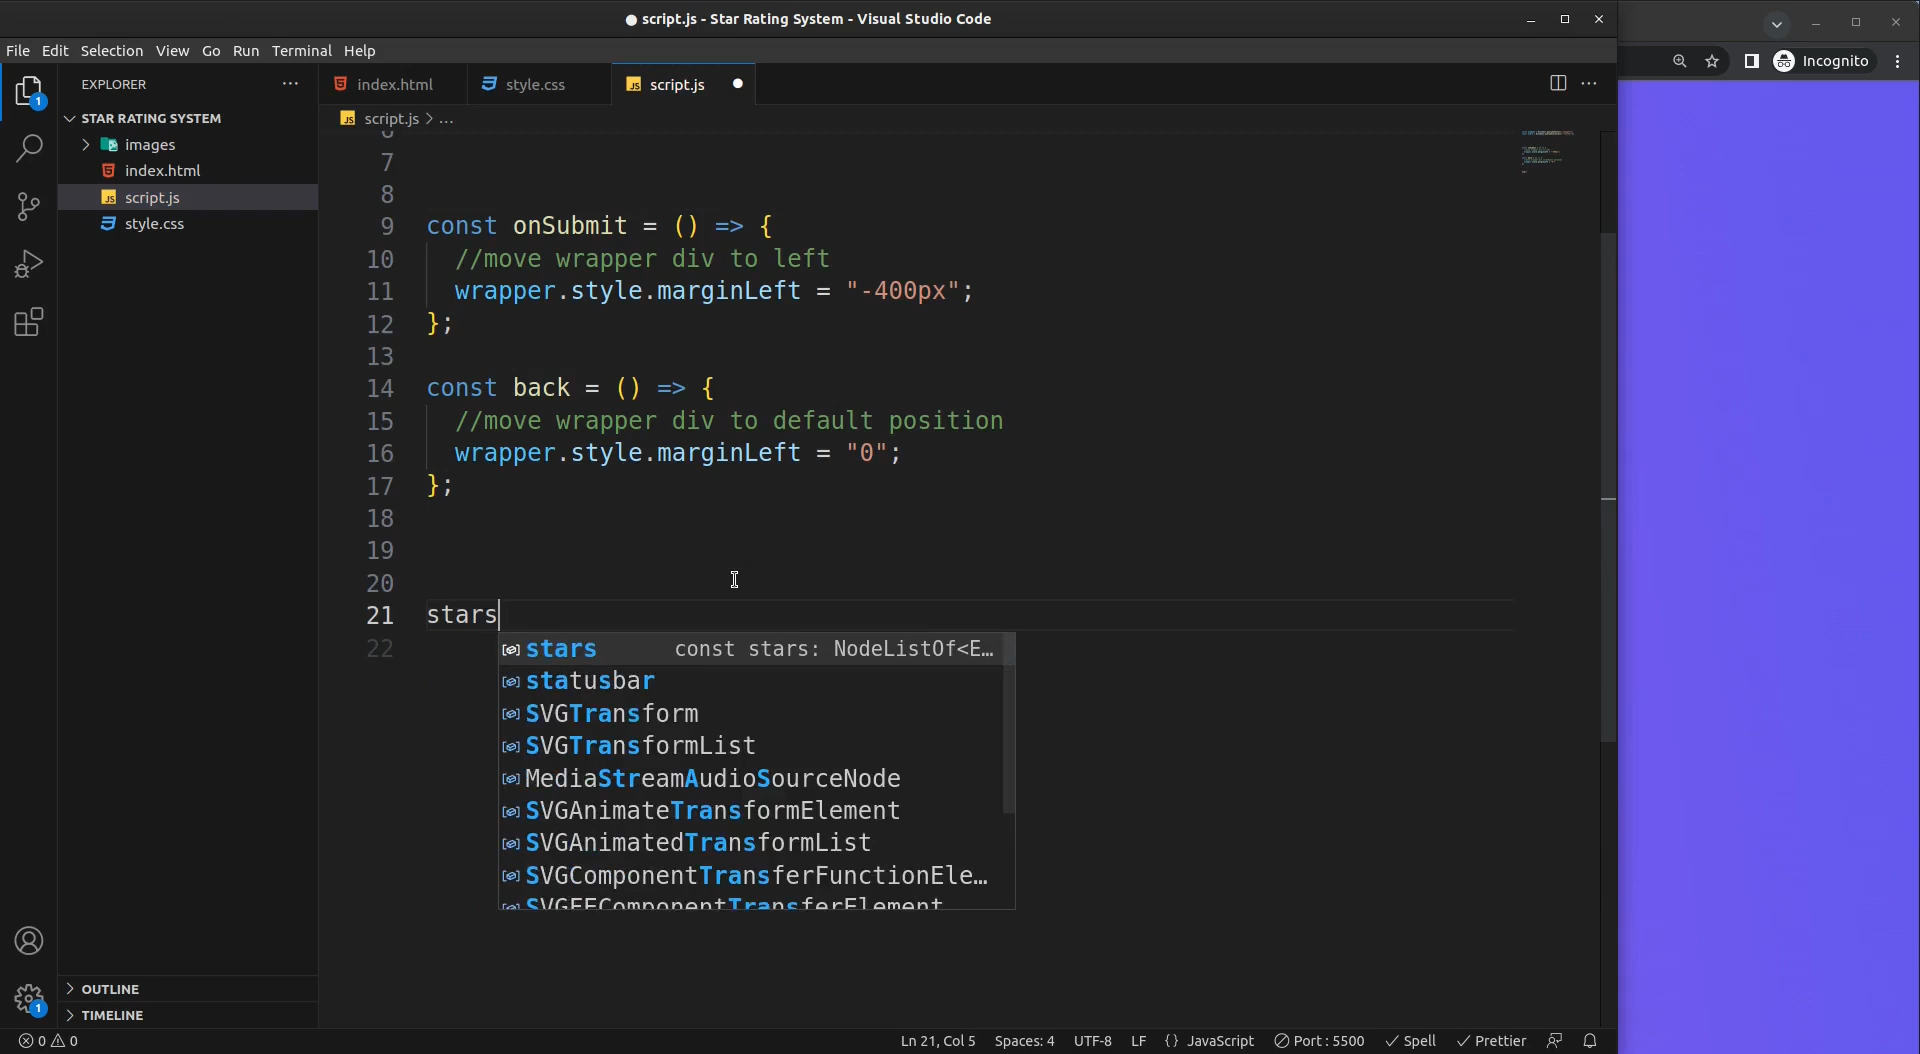 script.js - Star Rating System - Visual Studio Code
File Edit Selection View Go Run Terminal Help
Incognito
EXPLORER
index.html
style.css
script.js
STAR RATING SYSTEM
script.js > ...
images
index.html
script.js
style.css
1
6
7
8
9 const onSubmit = () => {
10 //move wrapper div to left
11 wrapper.style.marginLeft = "-400px";
12 };
13
14 const back = () => {
15 //move wrapper div to default position
16 wrapper.style.marginLeft = "0";
17 };
18
19
20
21 stars
22
stars const stars: NodeListOf<E...
statusbar
SVGTransform
SVGTransformList
MediaStreamAudioSourceNode
SVGAnimateTransformElement
SVGAnimatedTransformList
SVGComponentTransferFunctionEle...
SVGFEComponentTransferElement
OUTLINE
1
TIMELINE
0 0
Ln 21, Col 5 Spaces: 4 UTF-8 LF {} JavaScript Port : 5500 Spell Prettier